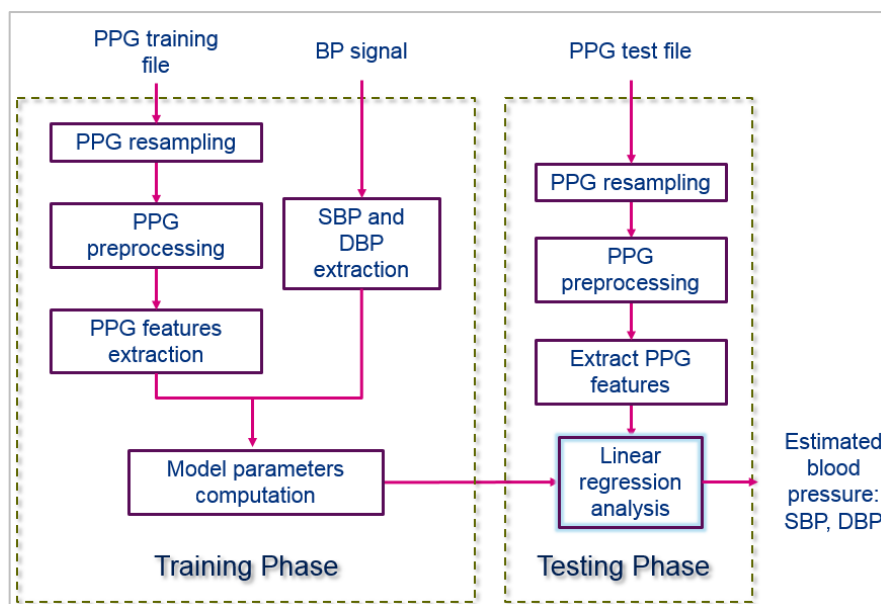 PPG training
file
BP signal
PPG test file
PPG resampling
PPG
preprocessing
PPG features
extraction
SBP and
DBP
extraction
Model parameters
computation
Training Phase
PPG resampling
PPG
preprocessing
Extract PPG
features
Linear
regression
analysis
Testing Phase
Estimated
blood
pressure:
SBP, DBP